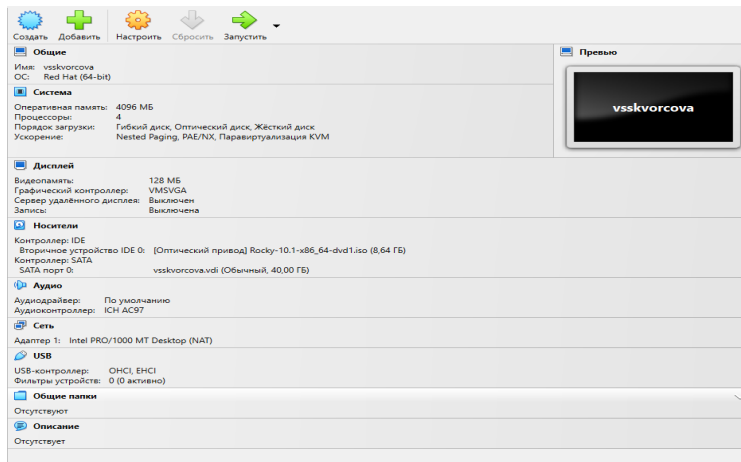 Создать Добавить Настроить Сбросить Запустить
Общие
Имя: vsskvorcova
ОС: Red Hat (64-bit)
Превью
vsskvorcova
Система
Оперативная память: 4096 МБ
Процессоры: 4
Порядок загрузки: Гибкий диск, Оптический диск, Жёсткий диск
Ускорение: Nested Paging, PAE/NX, Паравиртуализация KVM
Дисплей
Видеопамять: 128 МБ
Графический контроллер: VMSVGA
Сервер удалённого дисплея: Выключен
Запись: Выключена
Носители
Контроллер: IDE
Вторичное устройство IDE 0: [Оптический привод] Rocky-10.1-x86_64-dvd1.iso (8,64 ГБ)
Контроллер: SATA
SATA порт 0: vsskvorcova.vdi (Обычный, 40,00 ГБ)
Аудио
Аудиодрайвер: По умолчанию
Аудиоконтроллер: ICH AC97
Сеть
Адаптер 1: Intel PRO/1000 MT Desktop (NAT)
USB
USB-контроллер: OHCI, EHCI
Фильтры устройств: 0 (0 активно)
Общие папки
Отсутствуют
Описание
Отсутствует